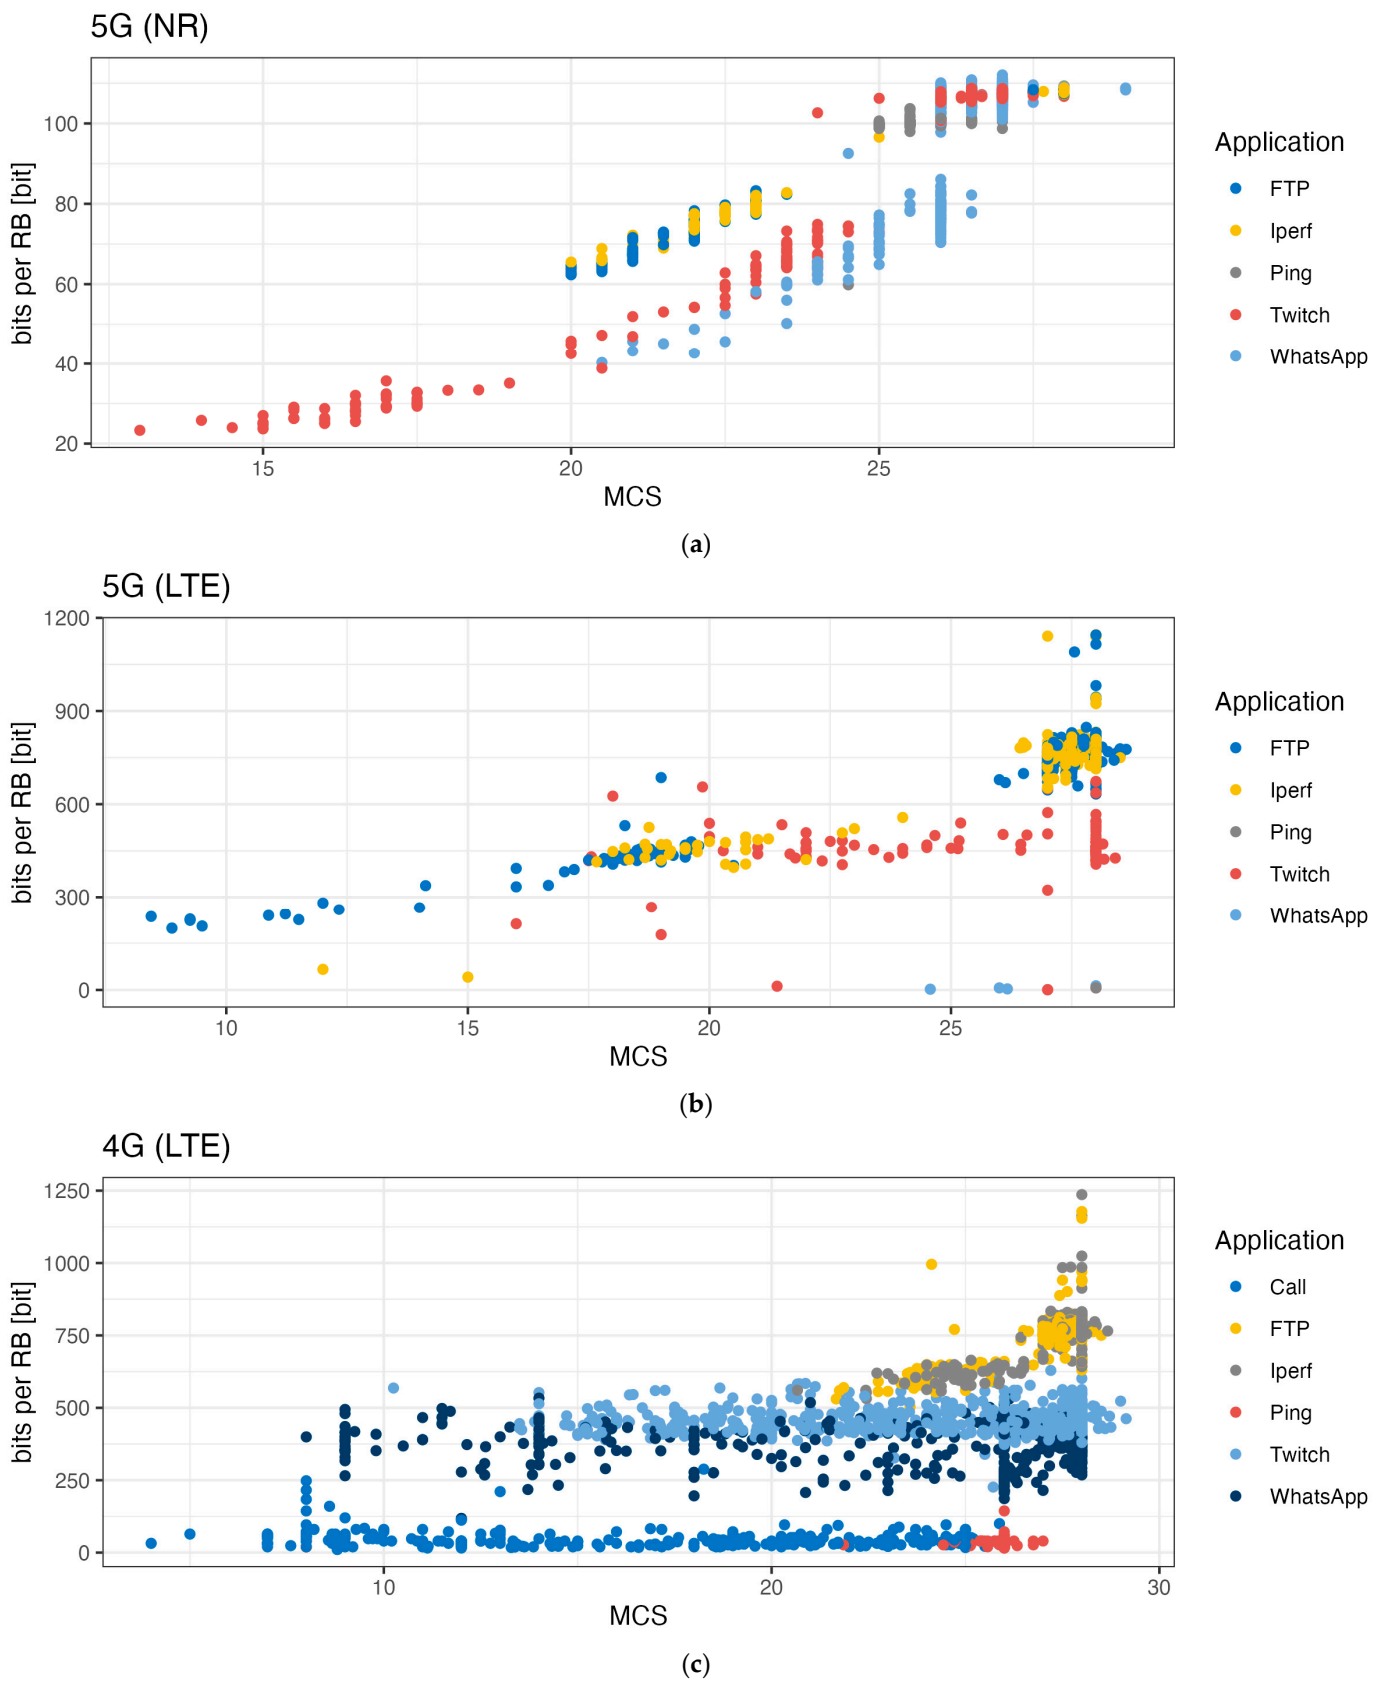 5G (NR)
bits per RB [bit]
100
80
60
40
20
15
20
25
MCS
Application
FTP
Iperf
Ping
Twitch
WhatsApp
(a)
5G (LTE)
bits per RB [bit]
1200
900
600
300
0
10
15
20
25
MCS
Application
FTP
Iperf
Ping
Twitch
WhatsApp
(b)
4G (LTE)
bits per RB [bit]
1250
1000
750
500
250
0
10
20
30
MCS
Application
Call
FTP
Iperf
Ping
Twitch
WhatsApp
(c)